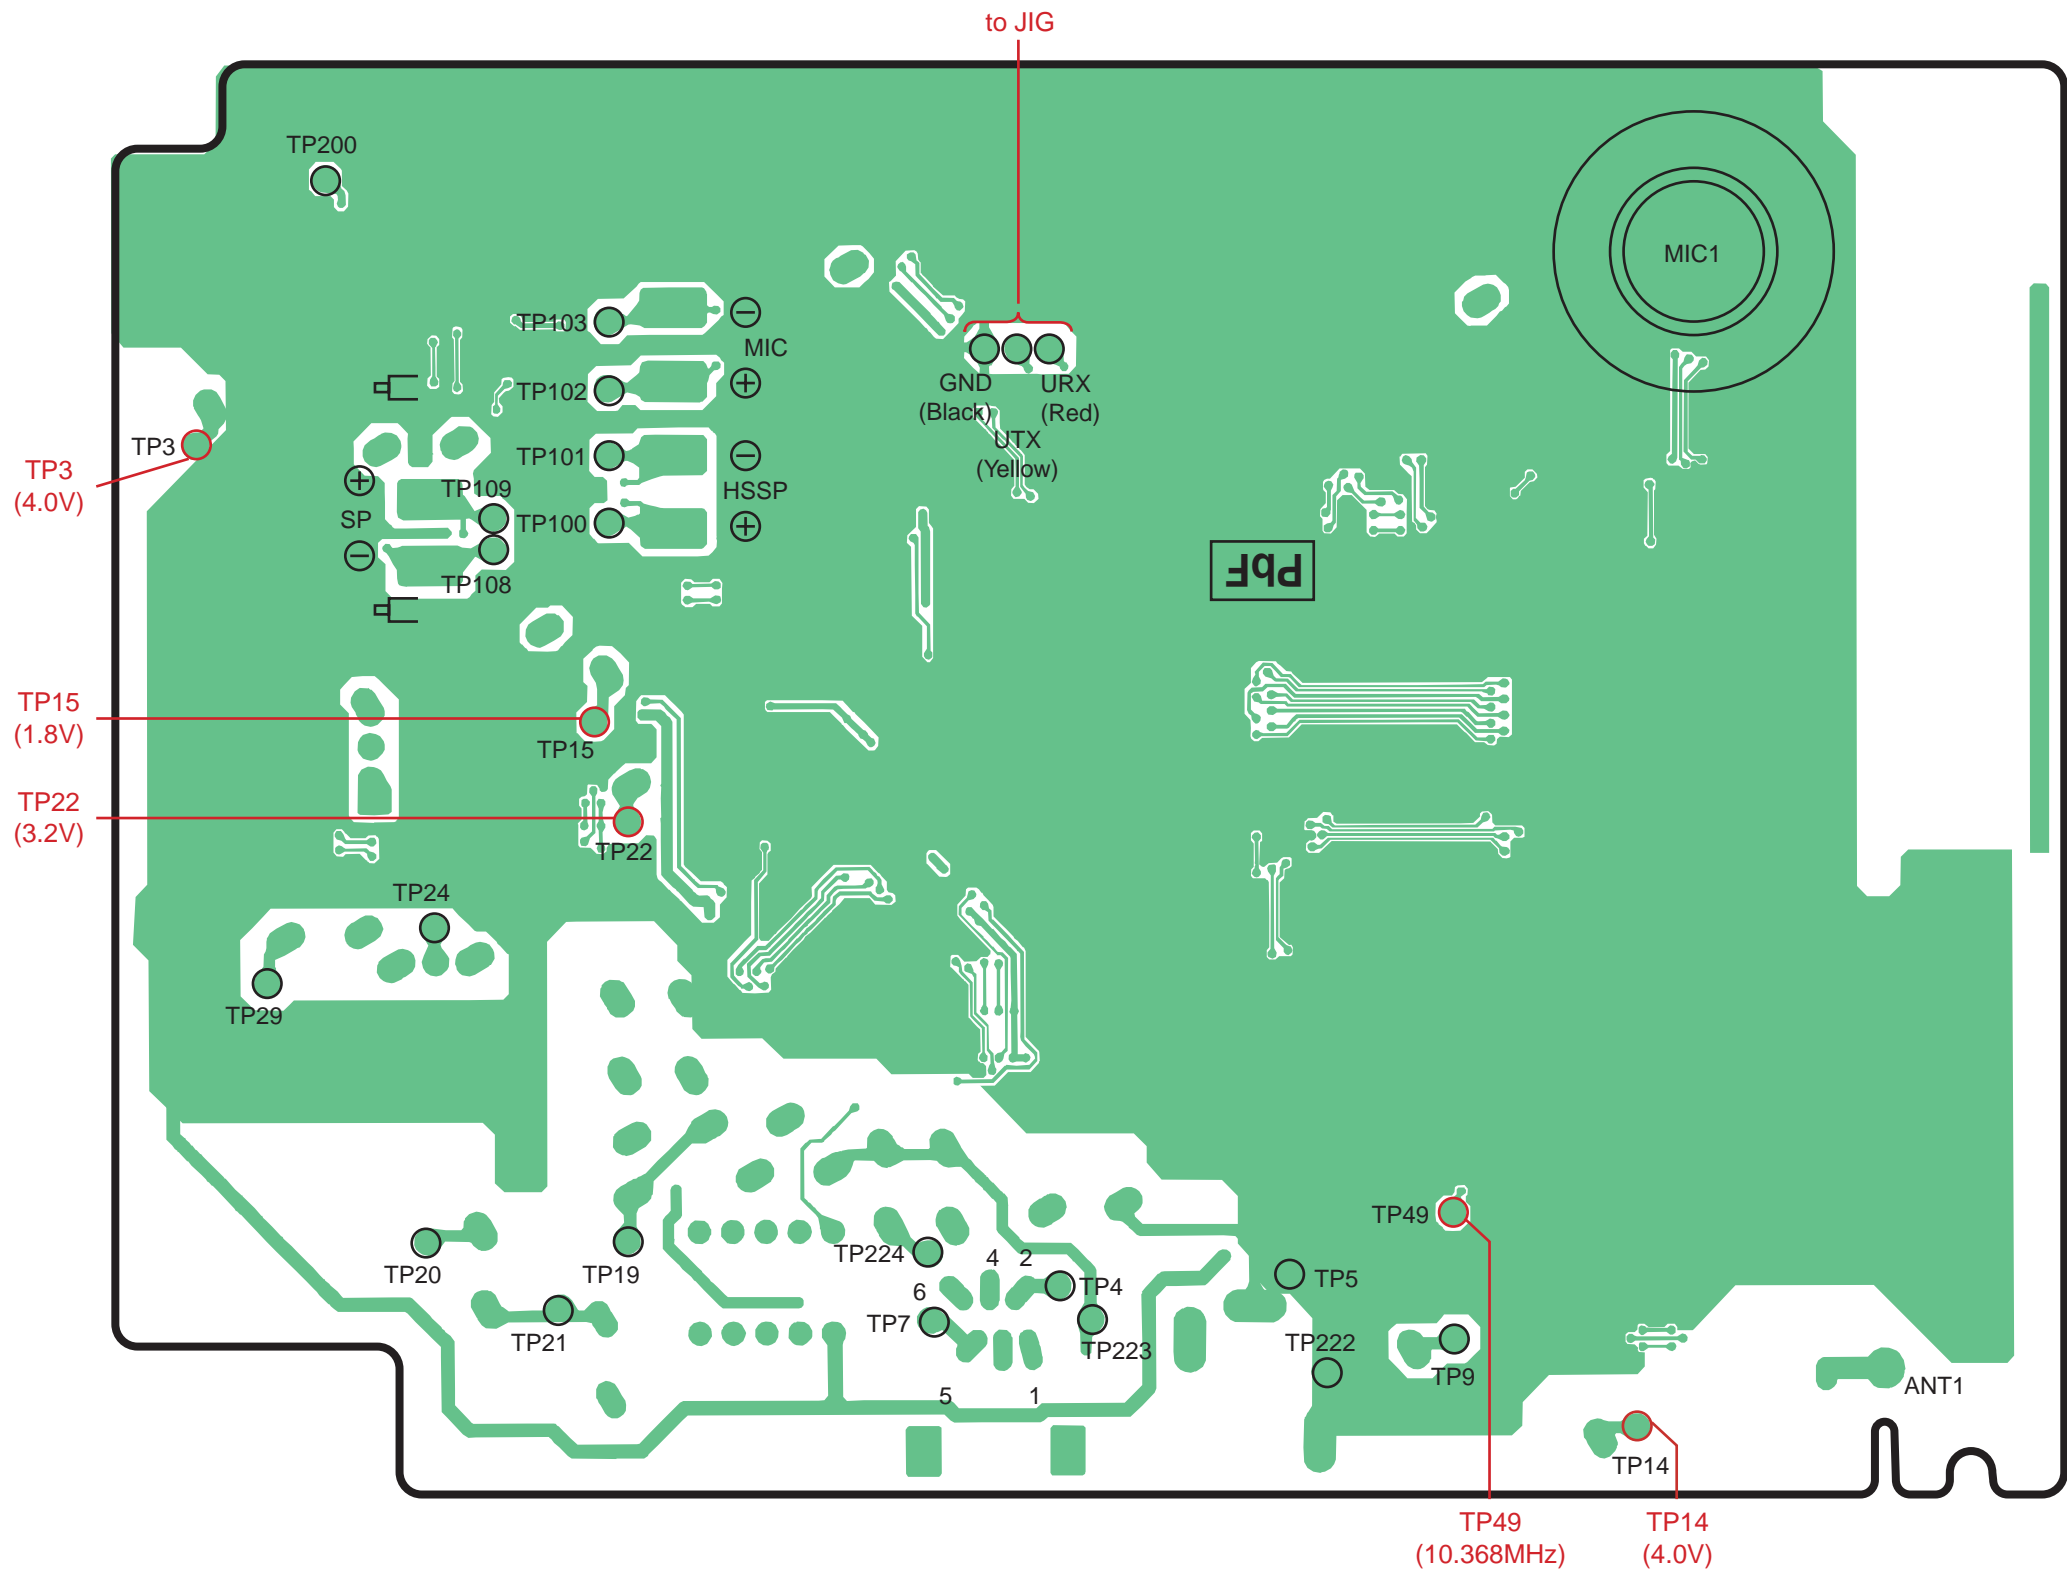 to JIG
TP200
MIC1
TP103
MIC
TP102
GND
(Black)
URX
(Red)
UTX
(Yellow)
TP3
TP3
(4.0V)
TP101
HSSP
TP100
TP109
SP
TP108
PbF
TP15
(1.8V)
TP15
TP22
(3.2V)
TP22
TP24
TP29
TP49
TP20
TP19
TP224
4
2
6
TP4
TP5
TP7
TP21
TP223
TP222
TP9
ANT1
5
1
TP14
TP49
(10.368MHz)
TP14
(4.0V)